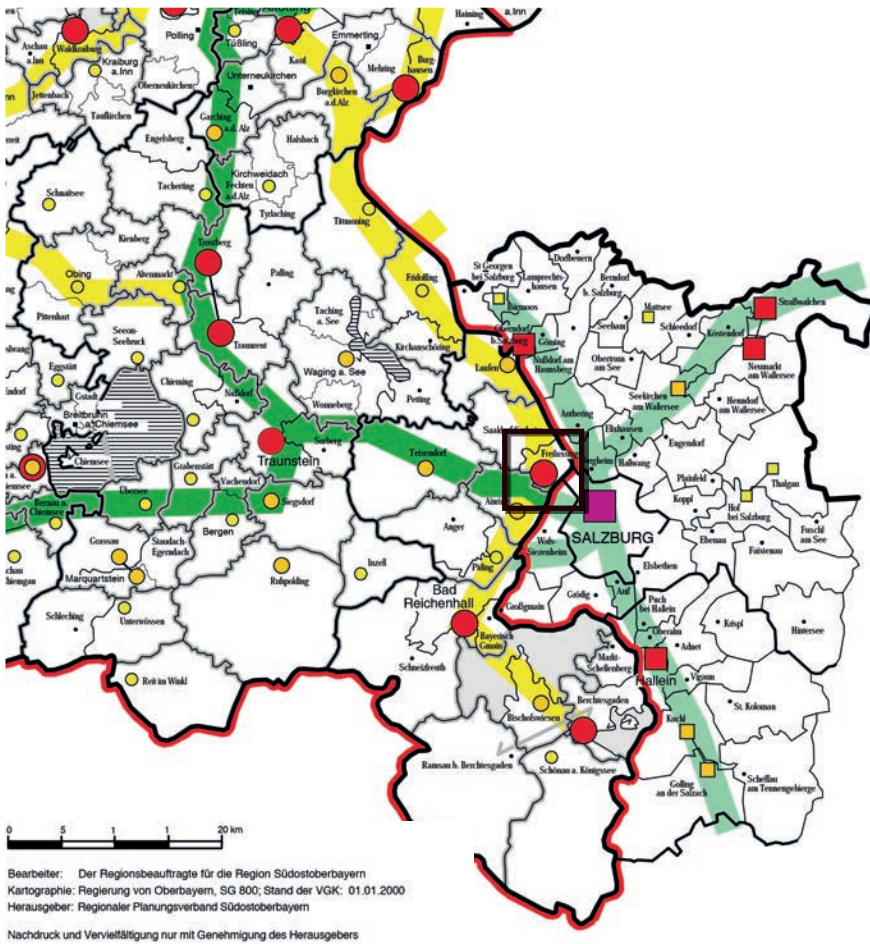 Haiming
a.Inn
Aschau
a.Inn
Waldkraiburg
Polling
Tüßling
Emmerting
Kraiburg
a.Inn
Kastl
Mehring
Burg-
hausen
Jettenbach
Oberneukirchen
Unterneukirchen
Burgkirchen
a.d.Alz
Taufkirchen
Garching
a.d. Alz
Engelsberg
Halsbach
Schnaitsee
Tacherting
Kirchweidach
Feichten
a.d.Alz
Tyrlaching
Tittmoning
Kienberg
Trostberg
Obing
Altenmarkt
Palling
Fridolfing
Pittenhart
Taching
a. See
Seeon-
Seebruck
Traunreut
Kirchanschöring
Waging a. See
Eggstätt
Chieming
Laufen
Gstadt
Nußdorf
Wonneberg
Petting
Breitbrunn
a.Chiemsee
Surberg
Chiemsee
Traunstein
Teisendorf
Freilassing
Grabenstätt
Vachendorf
Übersee
Siegsdorf
Bernau a.
Chiemsee
Bergen
Anger
Grassau
Staudach-
Egerndach
Inzell
Piding
Marquartstein
Ruhpolding
Bad
Reichenhall
Unterwössen
Schleching
Bayerisch
Gmain
Schneizlreuth
Reit im Winkl
Markt-
Schellenberg
Berchtesgaden
Bischofswiesen
Ramsau b. Berchtesgaden
Schönau a. Königssee
St Georgen
bei Salzburg
Dorfbeuern
Lamprechts-
hausen
Berndorf
b. Salzburg
Bürmoos
Mattsee
Straßwalchen
Oberndorf
b.Salzburg
Göming
Seeham
Schleedorf
Köstendorf
Nußdorf am
Haunsberg
Obertrum
am See
Neumarkt
am Wallersee
Seekirchen
am Wallersee
Henndorf
am Wallersee
Anthering
Elixhausen
Eugendorf
Hallwang
Plainfeld
Thalgau
Koppl
Hof
bei Salzburg
SALZBURG
Fuschl
am See
Ebenau
Faistenau
Wals-
Siezenheim
Elsbethen
Grödig
Anif
Großgmain
Puch
bei Hallein
Krispl
Hintersee
Oberalm
Adnet
Hallein
Vigaun
St. Koloman
Kuchl
Golling
an der Salzach
Scheffau
am Tennengebierge
0 5 1 1 20 km
Bearbeiter: Der Regionsbeauftragte für die Region Südostoberbayern
Kartographie: Regierung von Oberbayern, SG 800; Stand der VGK: 01.01.2000
Herausgeber: Regionaler Planungsverband Südostoberbayern
Nachdruck und Vervielfältigung nur mit Genehmigung des Herausgebers